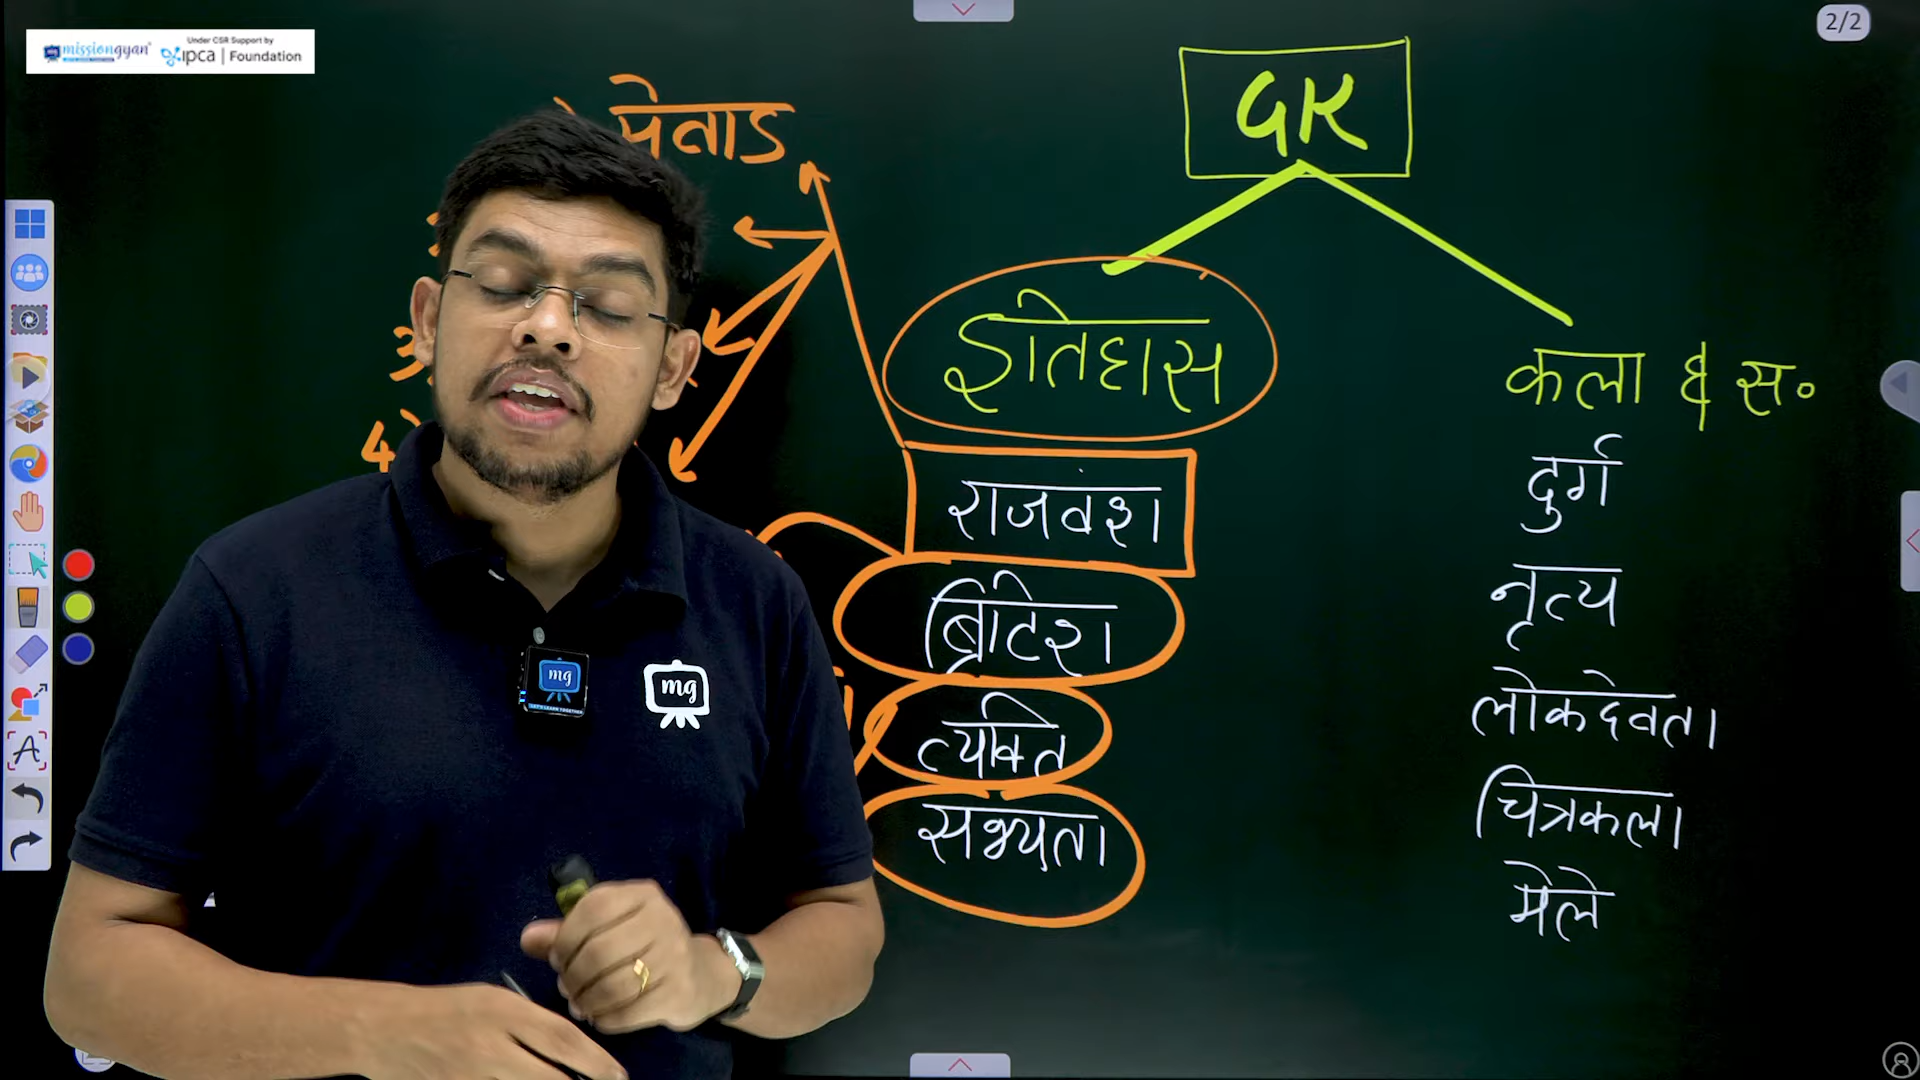 missiongyan
Under CSR Support by
ipca | Foundation
2/2
GK
मेवाड
इतिहास
कला & स॰
राजवंश
ब्रिटिश
व्यक्ति
सभ्यता
दुर्ग
नृत्य
लोकदेवता
चित्रकला
मेले
4)
mg
mg